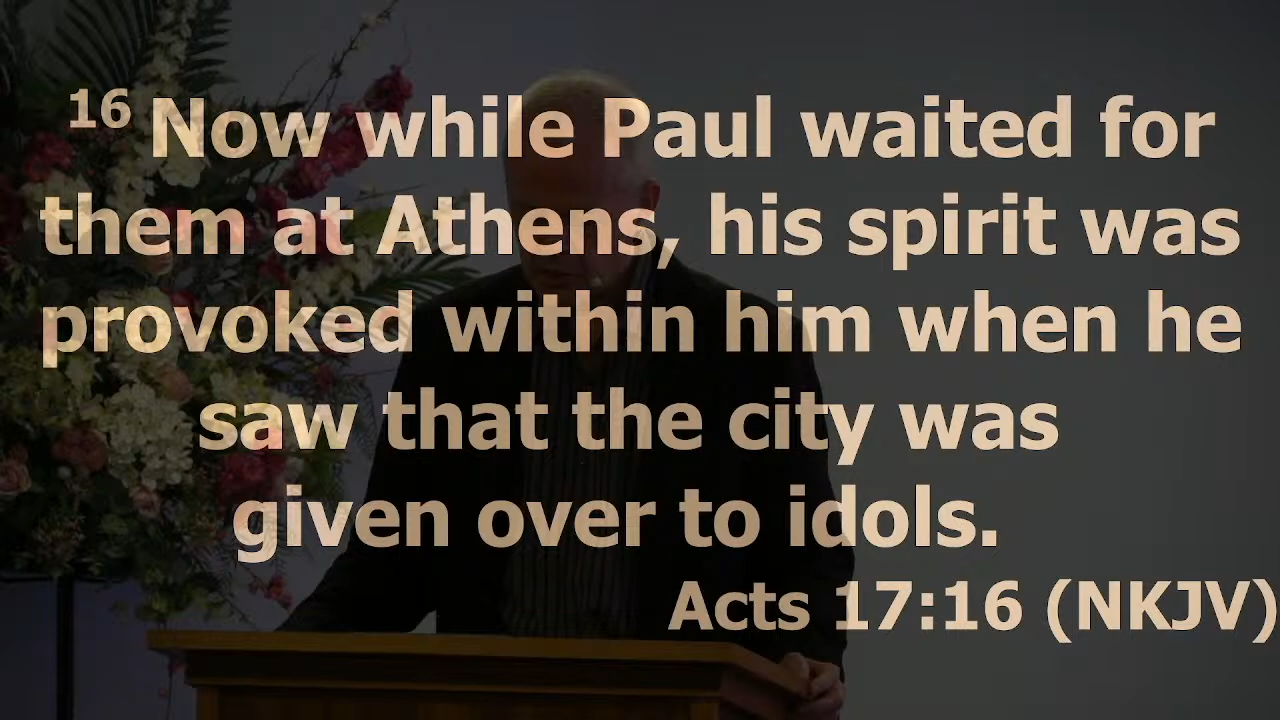 16 Now while Paul waited for
them at Athens, his spirit was
provoked within him when he
saw that the city was
given over to idols.
Acts 17:16 (NKJV)